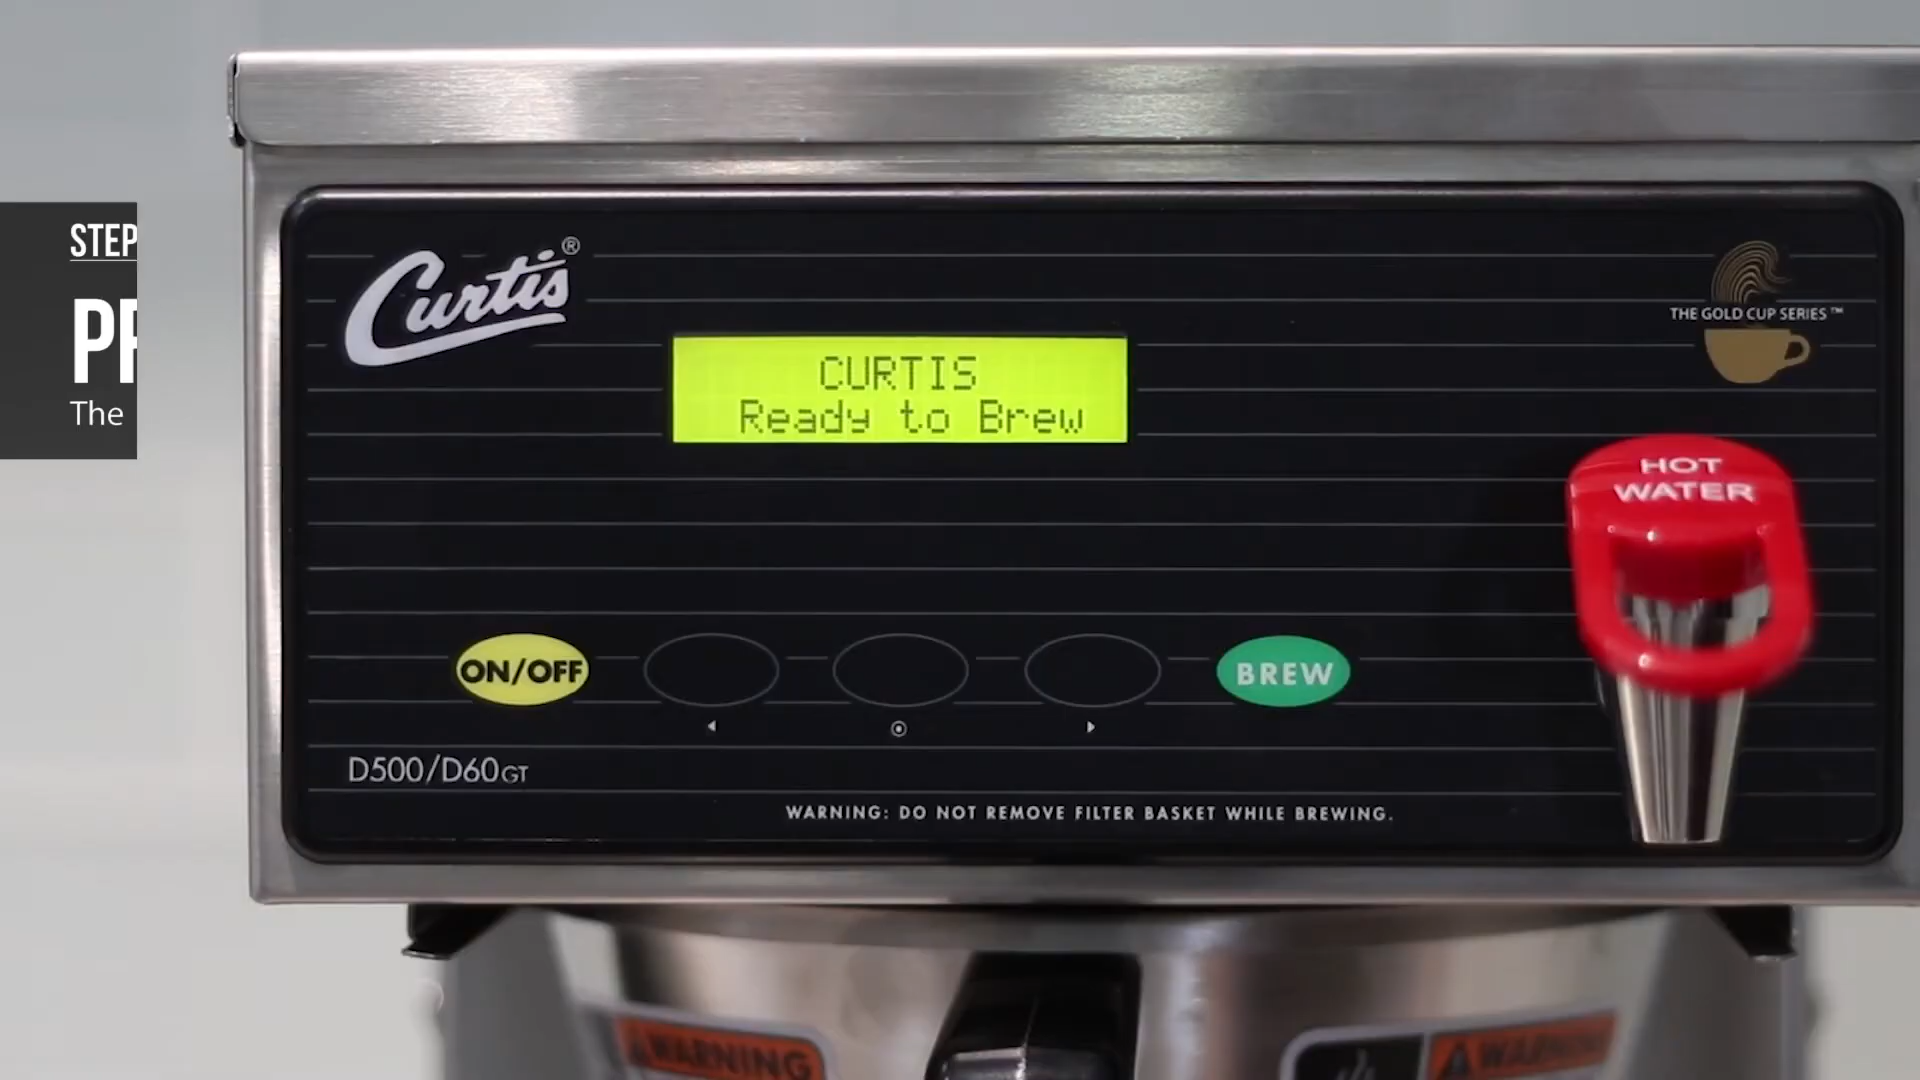 STEP
The
Curtis®
CURTIS
Ready to Brew
THE GOLD CUP SERIES™
HOT
WATER
ON/OFF
BREW
D500/D60GT
WARNING: DO NOT REMOVE FILTER BASKET WHILE BREWING.
WARNING
WARNING